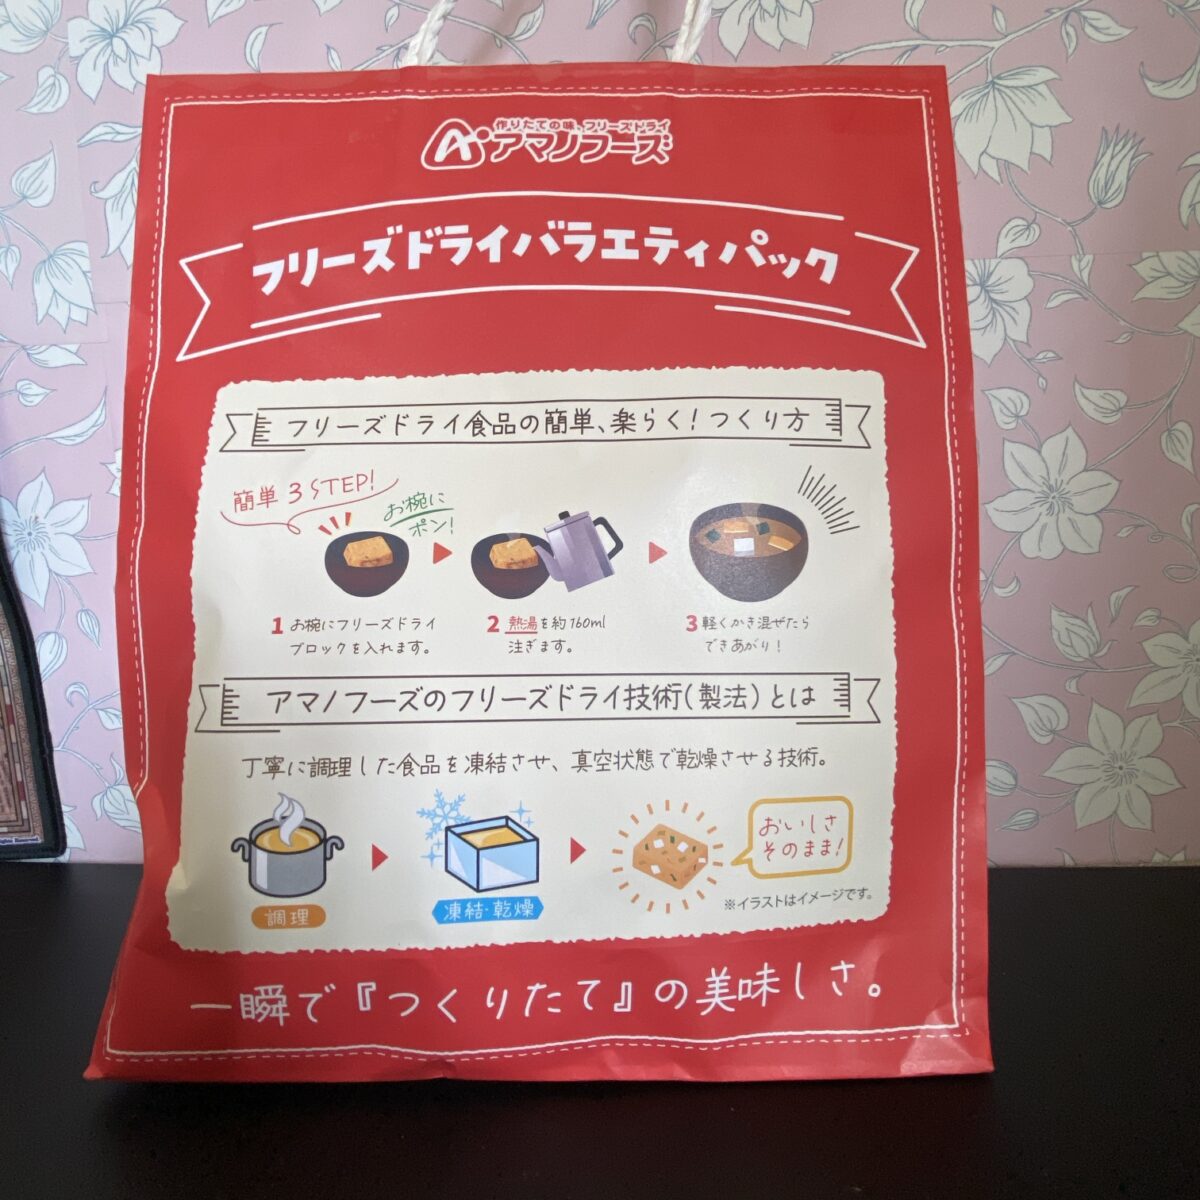 作りたての味、フリーズドライ
アマノフーズ
フリーズドライバラエティパック
フリーズドライ食品の簡単、楽らく!つくり方
簡単3STEP!
お椀に
ポン!
1 お椀にフリーズドライ
ブロックを入れます。
2 熱湯を約160ml
注ぎます。
3 軽くかき混ぜたら
できあがり!
アマノフーズのフリーズドライ技術(製法)とは
丁寧に調理した食品を凍結させ、真空状態で乾燥させる技術。
調理
凍結・乾燥
おいしさ
そのまま!
※イラストはイメージです。
一瞬で『つくりたて』の美味しさ。